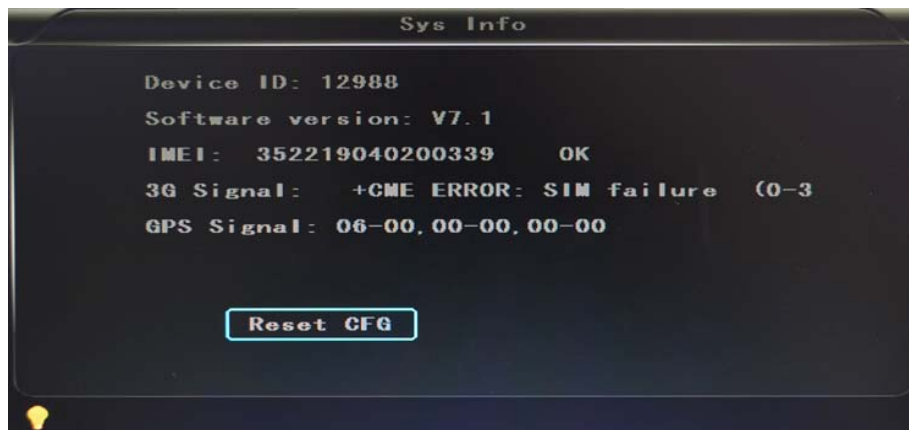 Sys Info
Device ID: 12988
Software version: V7.1
IMEI: 352219040200339 OK
3G Signal: +CME ERROR: SIM failure (0-3
GPS Signal: 06-00,00-00,00-00
Reset CFG